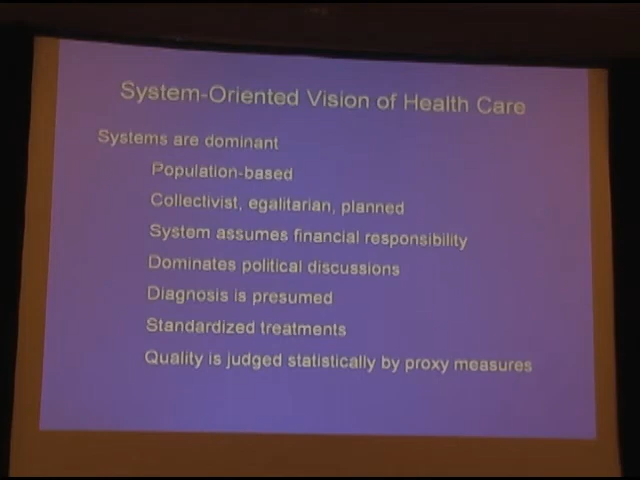 System-Oriented Vision of Health Care
Systems are dominant
Population-based
Collectivist, egalitarian, planned
System assumes financial responsibility
Dominates political discussions
Diagnosis is presumed
Standardized treatments
Quality is judged statistically by proxy measures